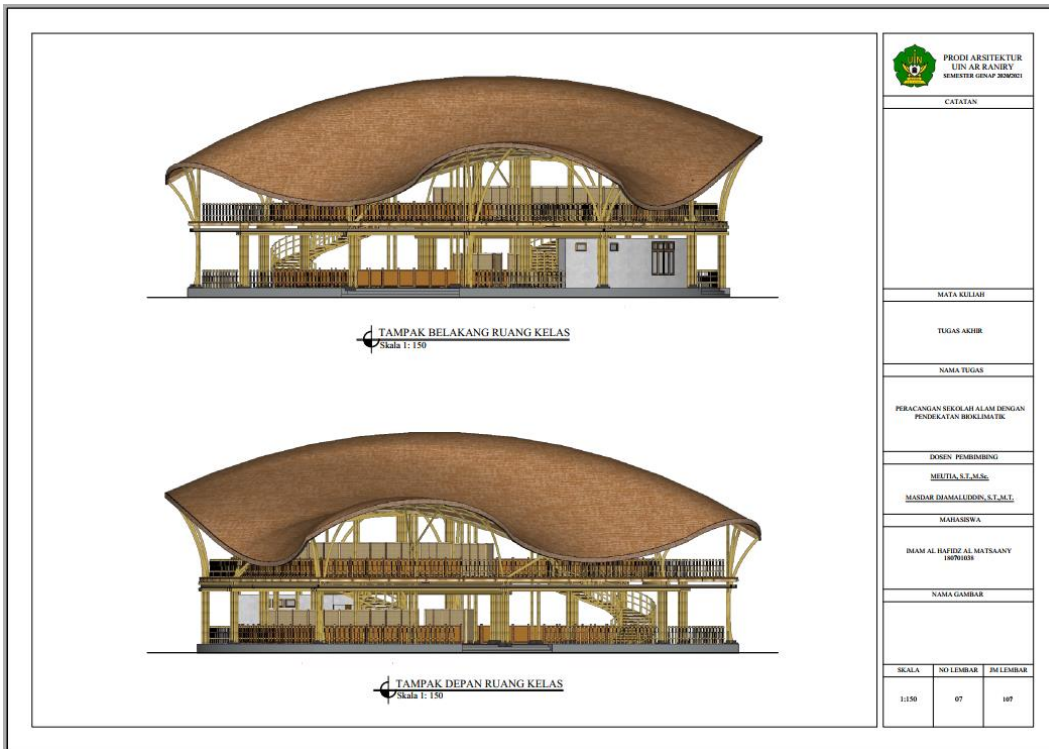 TAMPAK BELAKANG RUANG KELAS
Skala 1: 150
TAMPAK DEPAN RUANG KELAS
Skala 1: 150
UIN
PRODI ARSITEKTUR
UIN AR RANIRY
SEMESTER GENAP 2020/2021
CATATAN
MATA KULIAH
TUGAS AKHIR
NAMA TUGAS
PERACANGAN SEKOLAH ALAM DENGAN
PENDEKATAN BIOKLIMATIK
DOSEN PEMBIMBING
MEUTIA, S.T.,M.Sc.
MASDAR DJAMALUDDIN, S.T.,M.T.
MAHASISWA
IMAM AL HAFIDZ AL MATSAANY
180701038
NAMA GAMBAR
SKALA NO LEMBAR JM LEMBAR
1:150 07 107